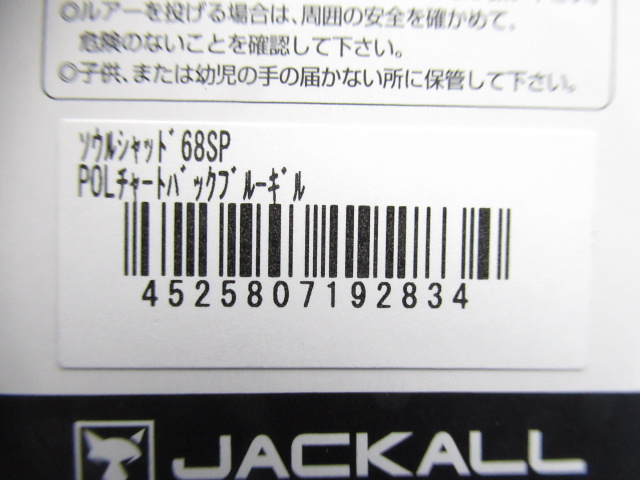 ◎ルアーを投げる場合は、周囲の安全を確かめて、
危険のないことを確認して下さい。
◎子供、または幼児の手の届かない所に保管して下さい。
ｿｳﾙｼｬｯﾄﾞ68SP
POLﾁｬｰﾄﾊﾞｯｸﾌﾞﾙｰｷﾞﾙ
4525807192834
JACKALL